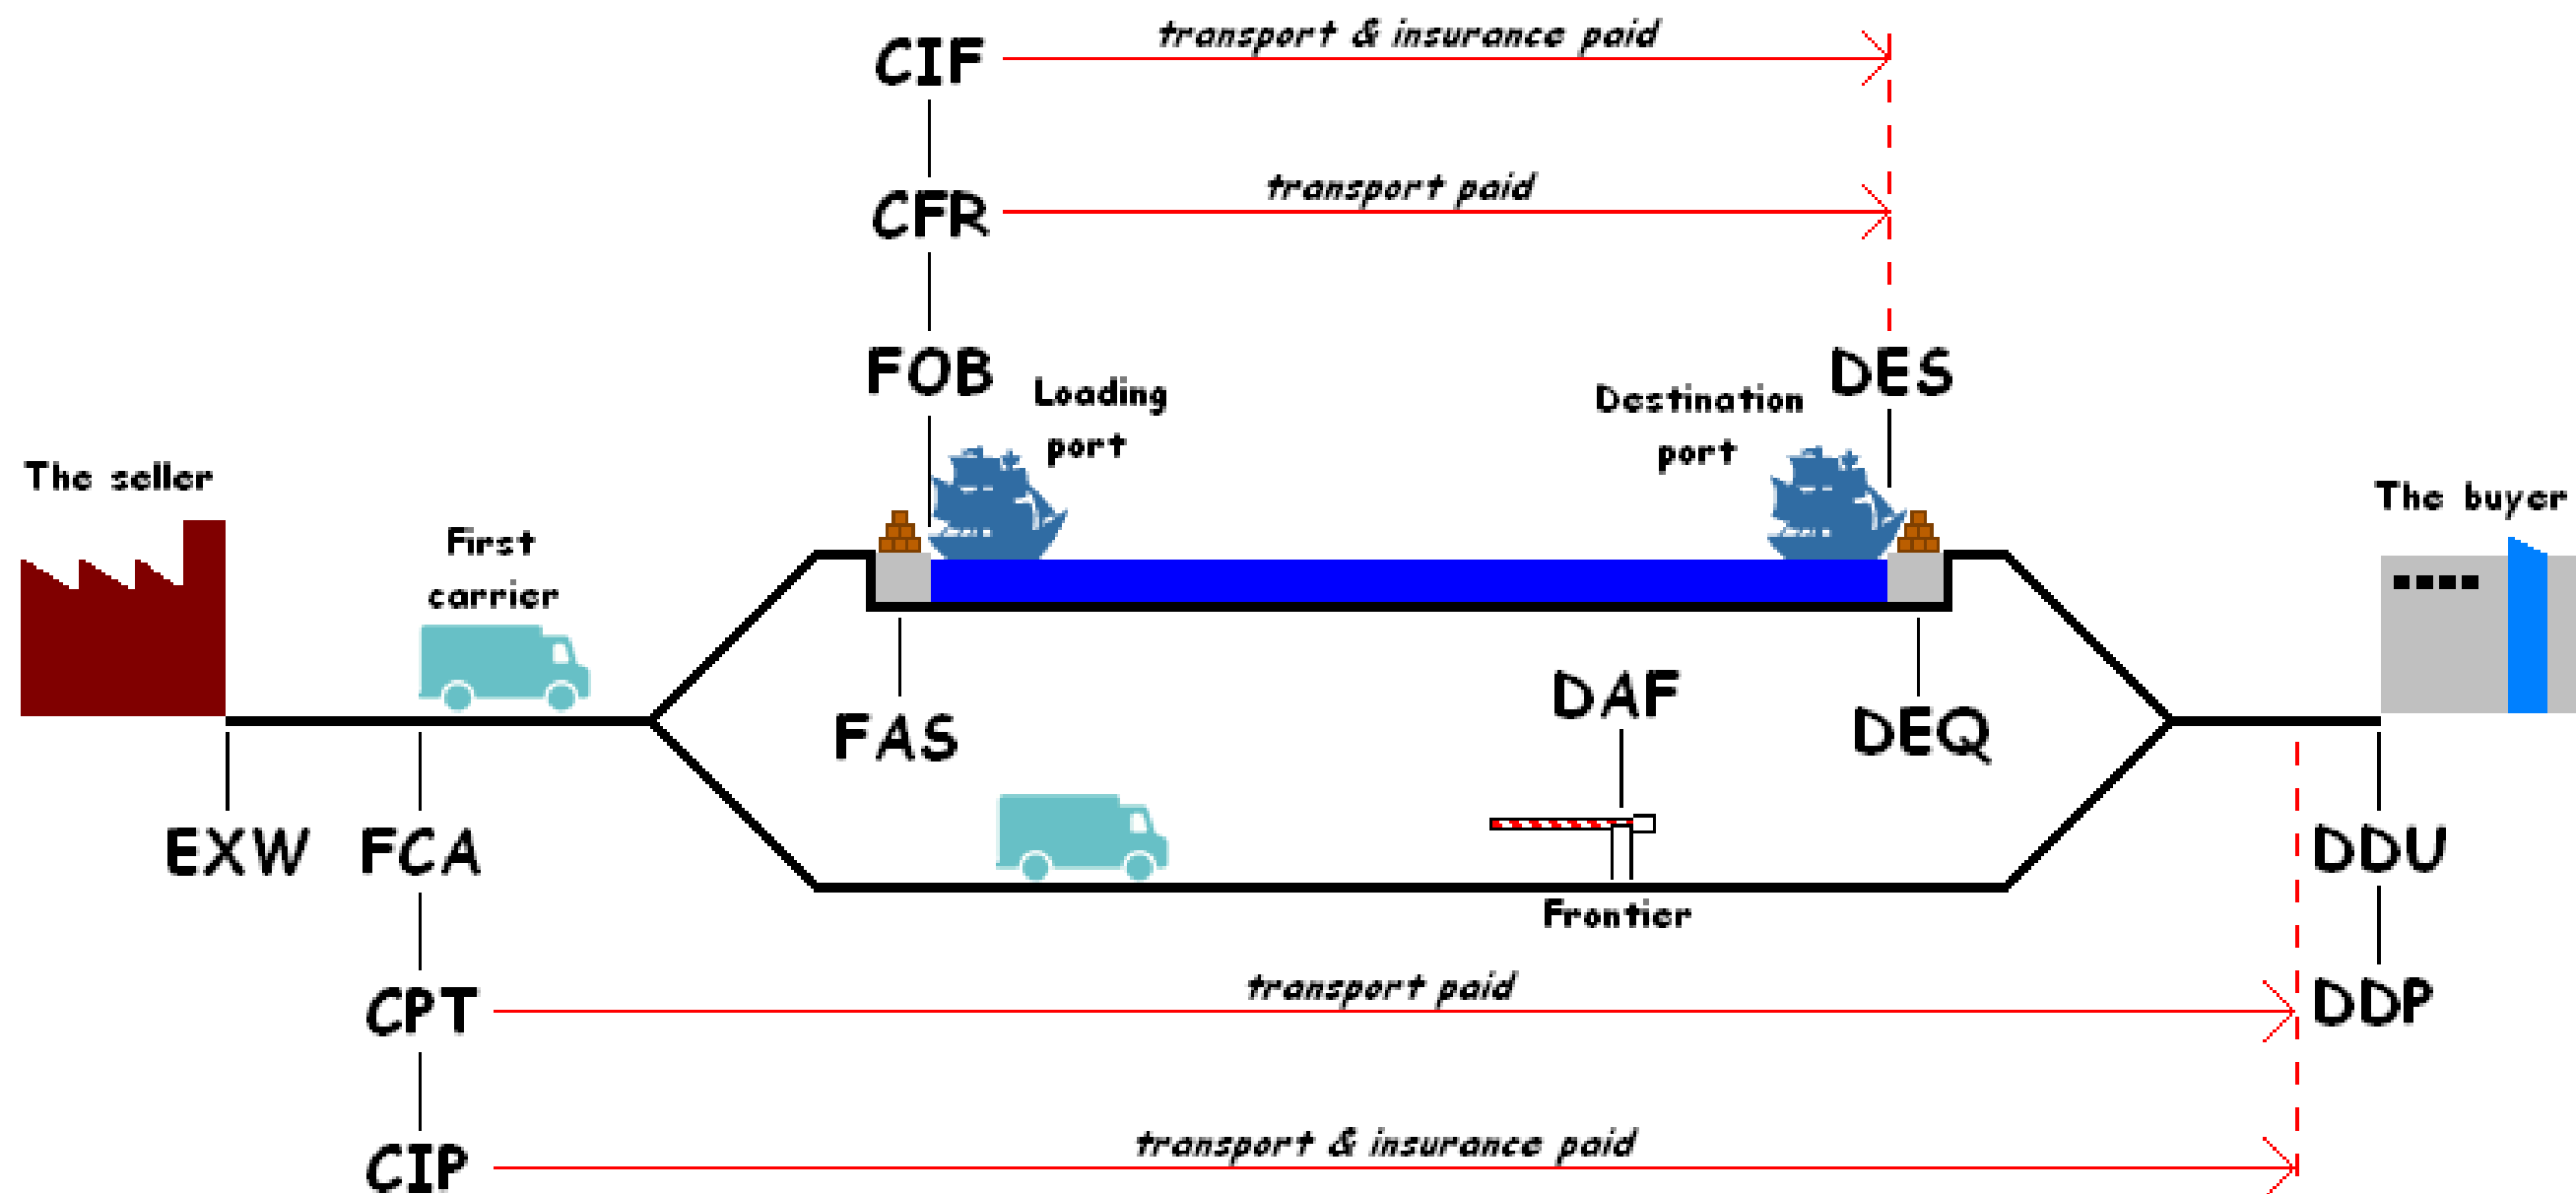 transport & insurance paid
CIF
transport paid
CFR
FOB
Loading
port
Destination
port
DES
The seller
The buyer
First
carrier
FAS
DAF
DEQ
EXW
FCA
DDU
Frontier
transport paid
CPT
DDP
transport & insurance paid
CIP